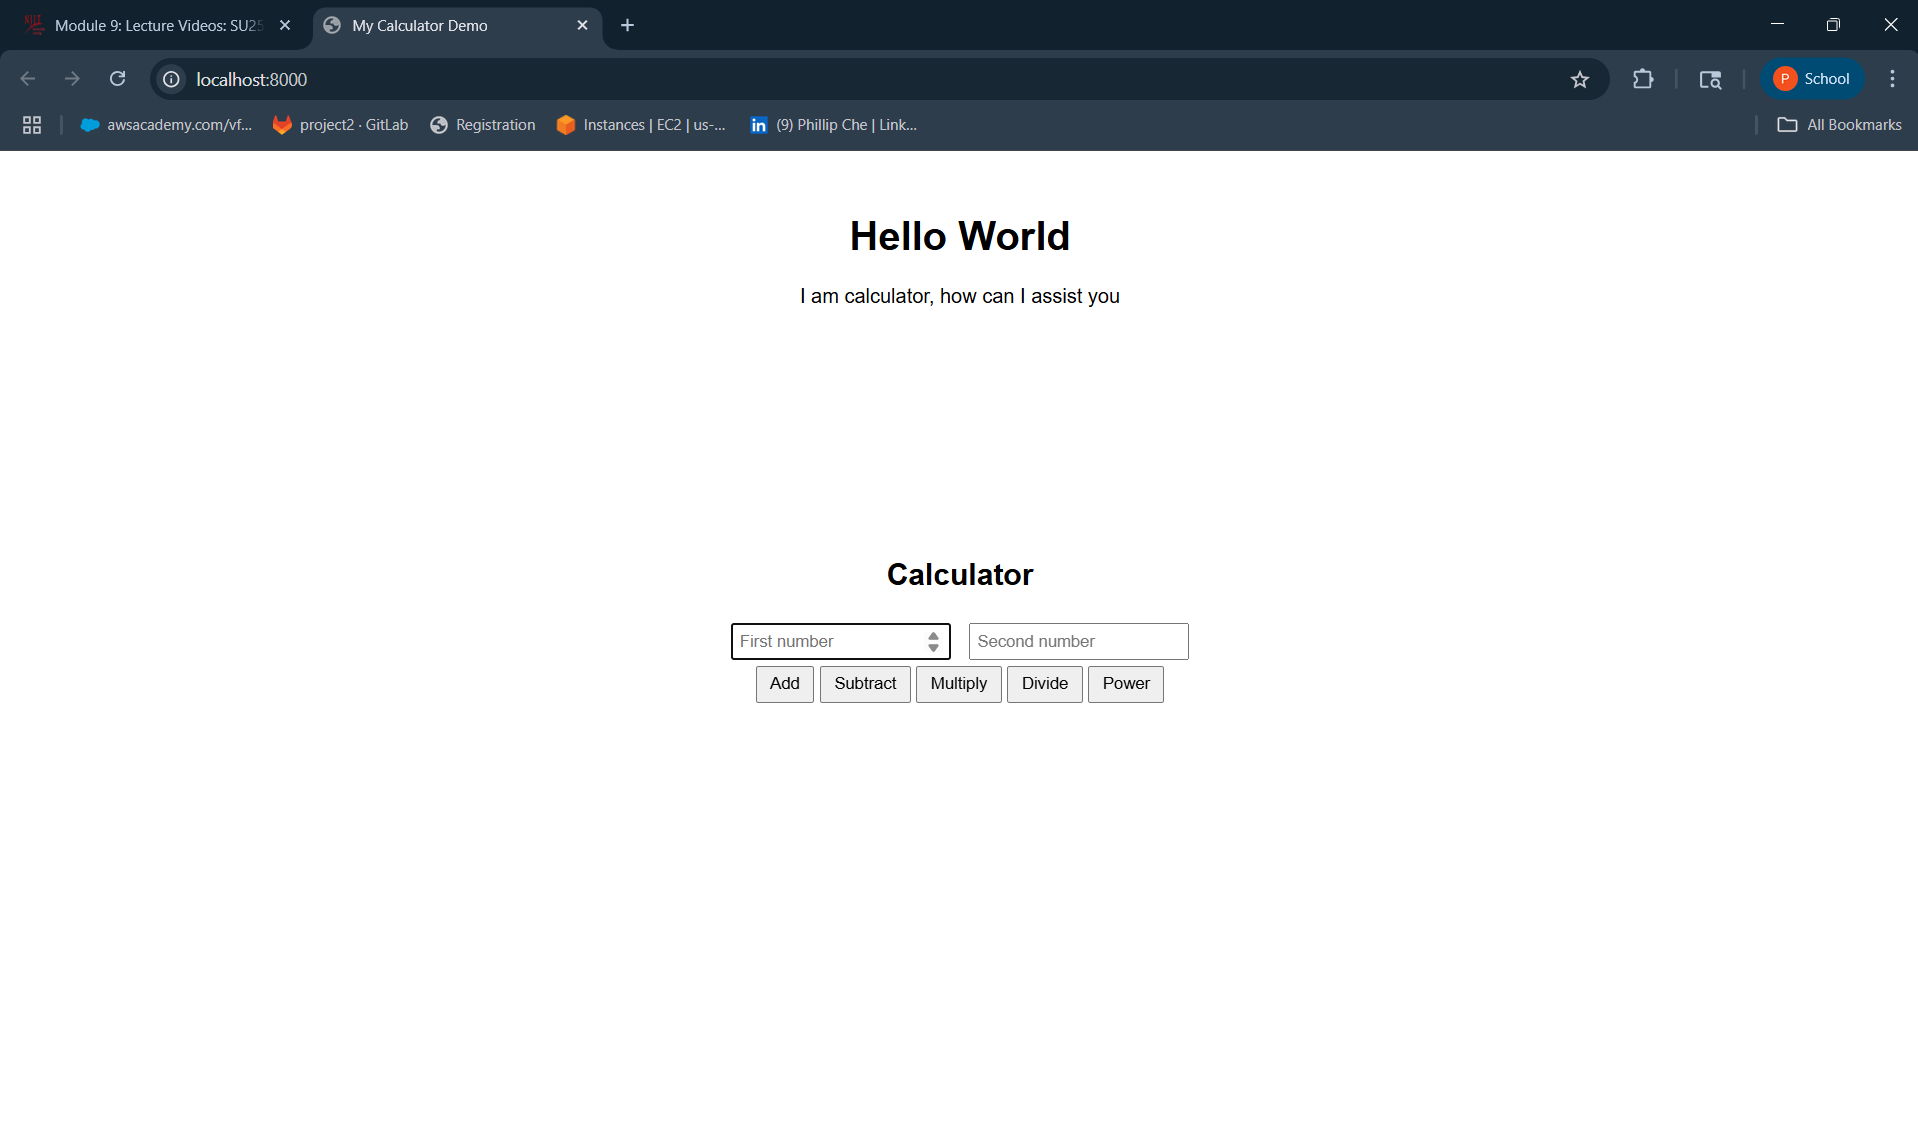 Module 9: Lecture Videos: SU25
My Calculator Demo
localhost:8000
P School
awsacademy.com/vf...
project2 · GitLab
Registration
Instances | EC2 | us-...
in (9) Phillip Che | Link...
All Bookmarks
Hello World
I am calculator, how can I assist you
Calculator
First number
Second number
Add Subtract Multiply Divide Power